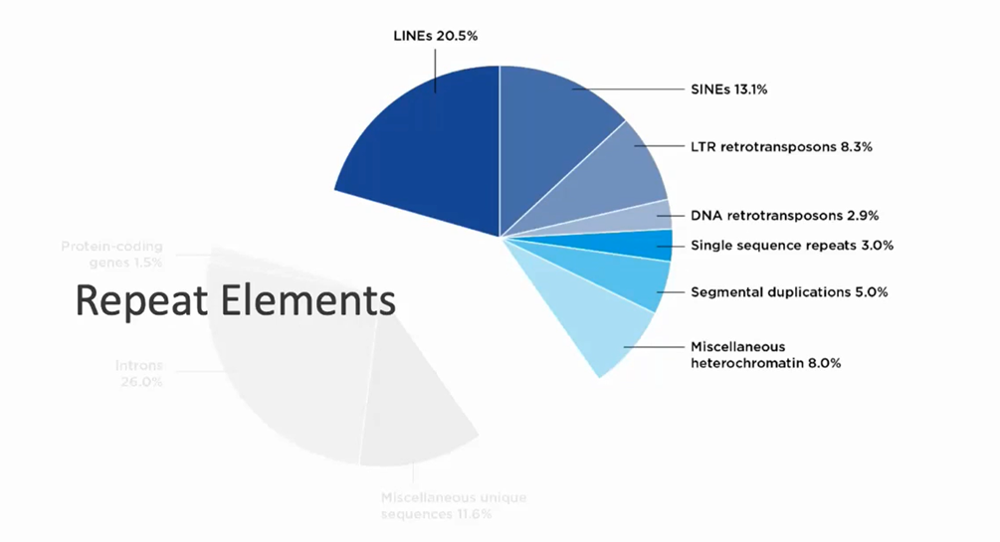 LINEs 20.5%
SINEs 13.1%
LTR retrotransposons 8.3%
DNA retrotransposons 2.9%
Single sequence repeats 3.0%
Segmental duplications 5.0%
Miscellaneous
heterochromatin 8.0%
Protein-coding
genes 1.5%
Repeat Elements
Introns
26.0%
Miscellaneous unique
sequences 11.6%